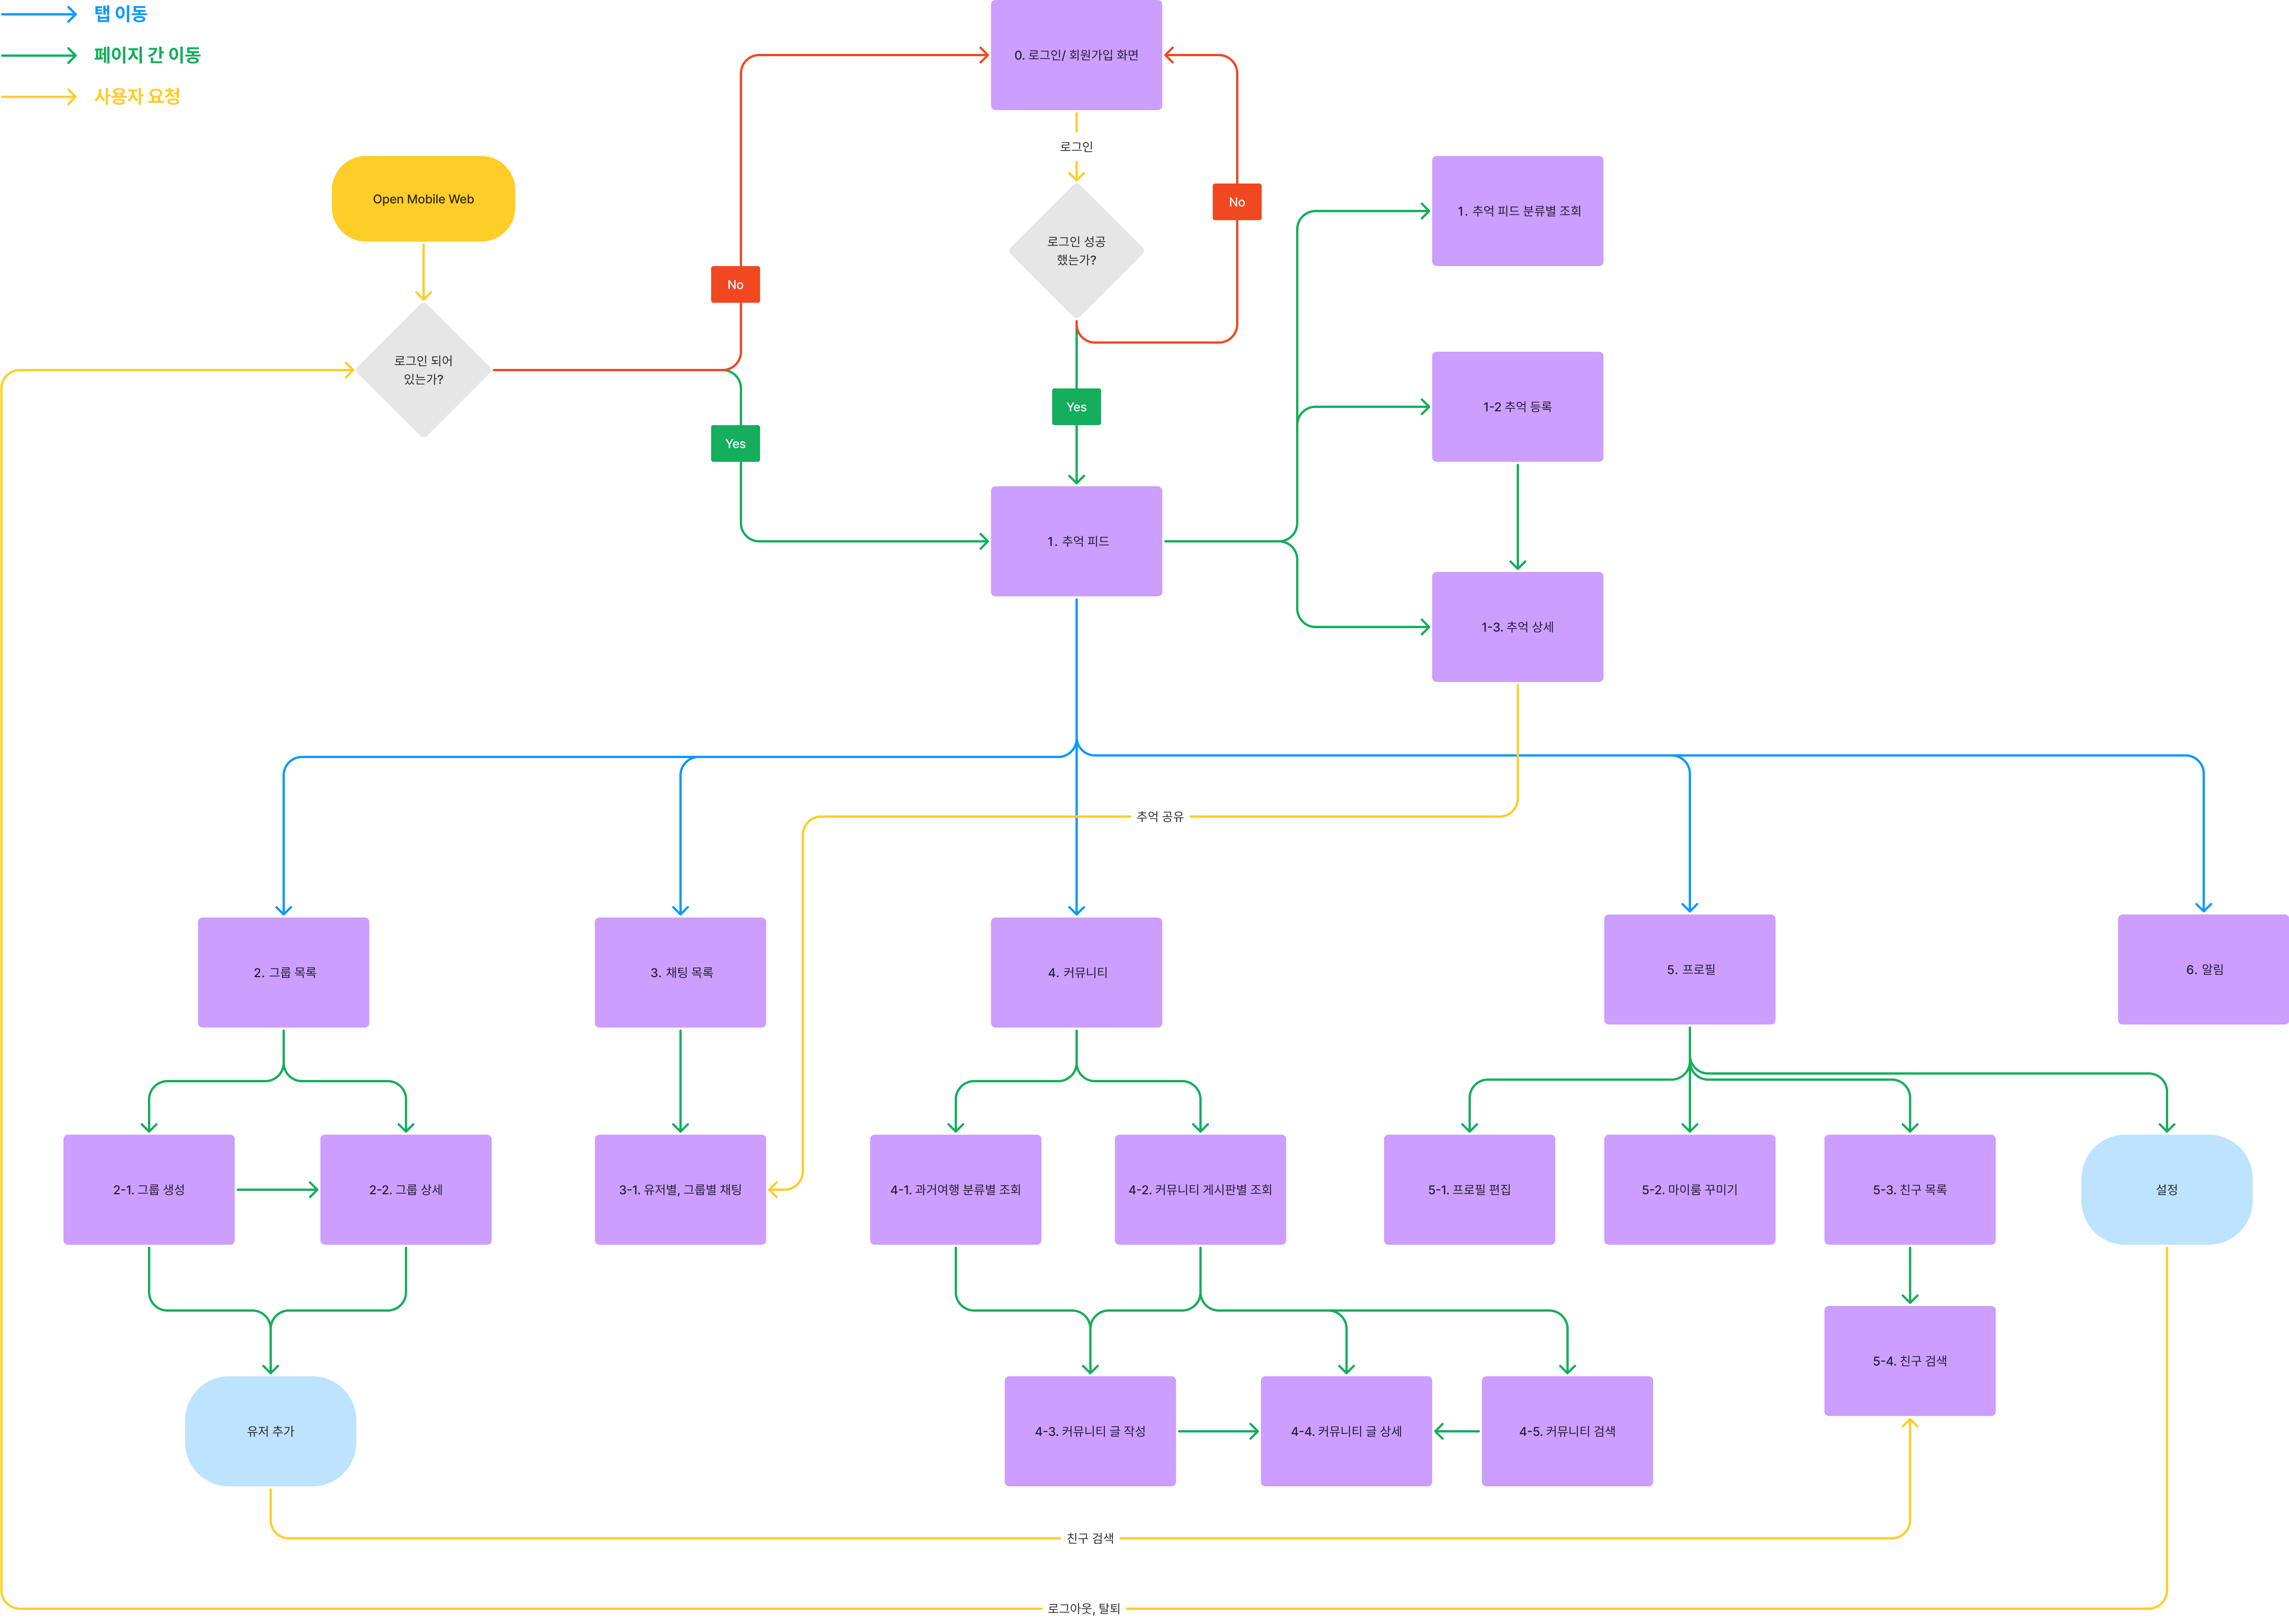 탭 이동
페이지 간 이동
사용자 요청
0. 로그인/ 회원가입 화면
로그인
Open Mobile Web
No
1. 추억 피드 분류별 조회
로그인 성공
했는가?
No
로그인 되어
있는가?
Yes
1-2 추억 등록
Yes
1. 추억 피드
1-3. 추억 상세
추억 공유
2. 그룹 목록
3. 채팅 목록
4. 커뮤니티
5. 프로필
6. 알림
2-1. 그룹 생성
2-2. 그룹 상세
3-1. 유저별, 그룹별 채팅
4-1. 과거여행 분류별 조회
4-2. 커뮤니티 게시판별 조회
5-1. 프로필 편집
5-2. 마이룸 꾸미기
5-3. 친구 목록
설정
5-4. 친구 검색
유저 추가
4-3. 커뮤니티 글 작성
4-4. 커뮤니티 글 상세
4-5. 커뮤니티 검색
친구 검색
로그아웃, 탈퇴